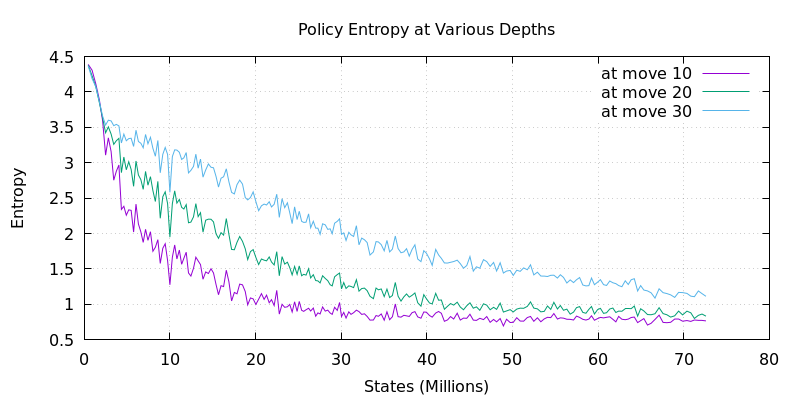 Policy Entropy at Various Depths
4.5
4
3.5
3
2.5
2
1.5
1
0.5
Entropy
at move 10
at move 20
at move 30
0 10 20 30 40 50 60 70 80
States (Millions)